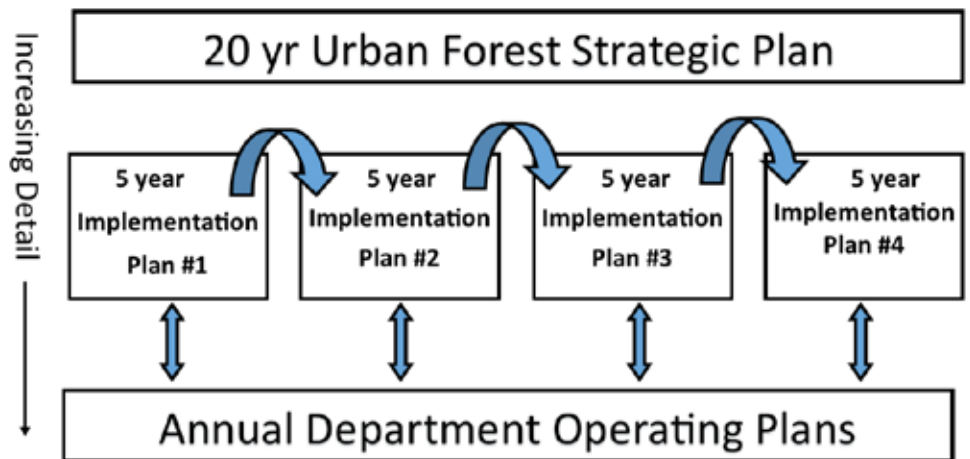 20 yr Urban Forest Strategic Plan
Increasing Detail
5 year
Implementation
Plan #1
5 year
Implementation
Plan #2
5 year
Implementation
Plan #3
5 year
Implementation
Plan #4
Annual Department Operating Plans